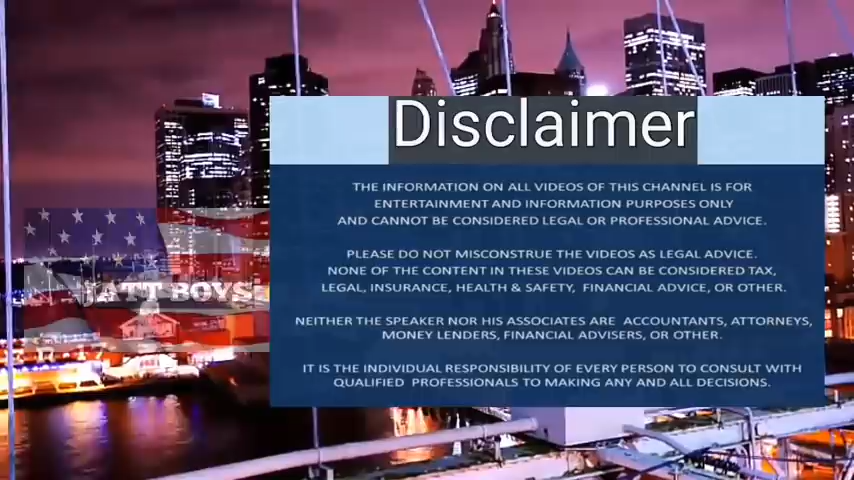 Disclaimer
THE INFORMATION ON ALL VIDEOS OF THIS CHANNEL IS FOR
ENTERTAINMENT AND INFORMATION PURPOSES ONLY
AND CANNOT BE CONSIDERED LEGAL OR PROFESSIONAL ADVICE.
PLEASE DO NOT MISCONSTRUE THE VIDEOS AS LEGAL ADVICE.
NONE OF THE CONTENT IN THESE VIDEOS CAN BE CONSIDERED TAX,
LEGAL, INSURANCE, HEALTH & SAFETY, FINANCIAL ADVICE, OR OTHER.
NEITHER THE SPEAKER NOR HIS ASSOCIATES ARE ACCOUNTANTS, ATTORNEYS,
MONEY LENDERS, FINANCIAL ADVISERS, OR OTHER.
IT IS THE INDIVIDUAL RESPONSIBILITY OF EVERY PERSON TO CONSULT WITH
QUALIFIED PROFESSIONALS TO MAKING ANY AND ALL DECISIONS.
JATT BOYS